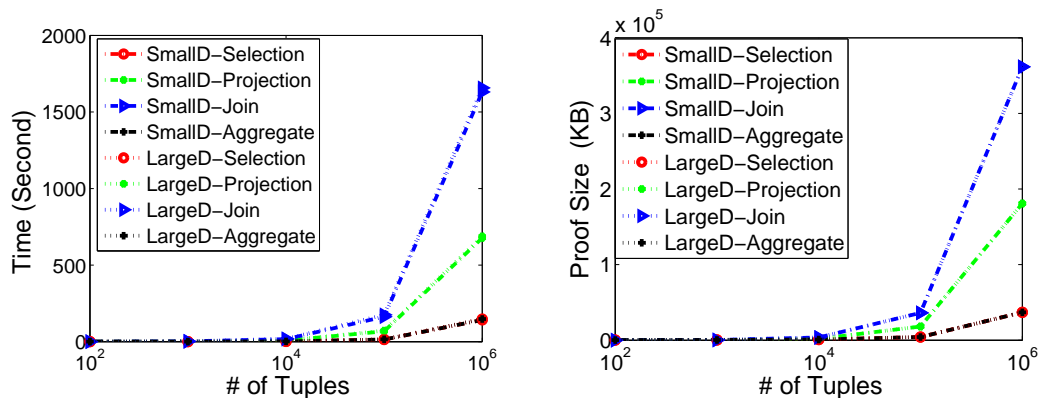 2000
1500
1000
500
0
Time (Second)
SmallD−Selection
SmallD−Projection
SmallD−Join
SmallD−Aggregate
LargeD−Selection
LargeD−Projection
LargeD−Join
LargeD−Aggregate
10^2
10^4
10^6
# of Tuples
x 10^5
4
3
2
1
0
Proof Size (KB)
SmallD−Selection
SmallD−Projection
SmallD−Join
SmallD−Aggregate
LargeD−Selection
LargeD−Projection
LargeD−Join
LargeD−Aggregate
10^2
10^4
10^6
# of Tuples